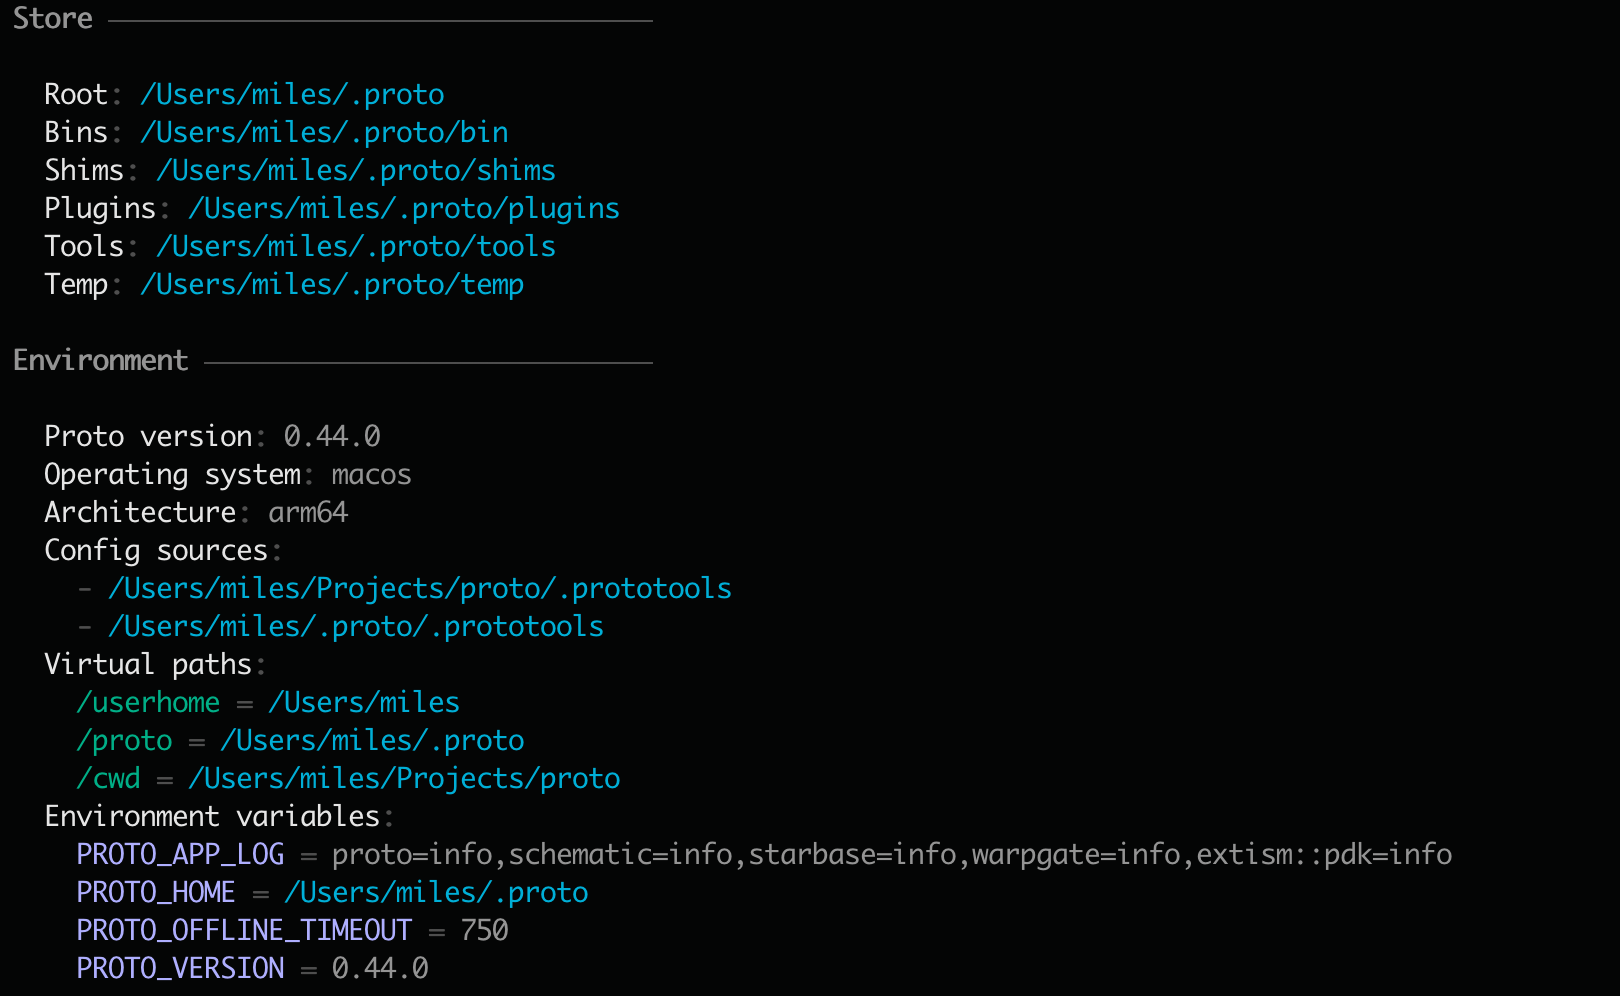 Store
Root: /Users/miles/.proto
Bins: /Users/miles/.proto/bin
Shims: /Users/miles/.proto/shims
Plugins: /Users/miles/.proto/plugins
Tools: /Users/miles/.proto/tools
Temp: /Users/miles/.proto/temp
Environment
Proto version: 0.44.0
Operating system: macos
Architecture: arm64
Config sources:
- /Users/miles/Projects/proto/.prototools
- /Users/miles/.proto/.prototools
Virtual paths:
/userhome = /Users/miles
/proto = /Users/miles/.proto
/cwd = /Users/miles/Projects/proto
Environment variables:
PROTO_APP_LOG = proto=info,schematic=info,starbase=info,warpgate=info,extism::pdk=info
PROTO_HOME = /Users/miles/.proto
PROTO_OFFLINE_TIMEOUT = 750
PROTO_VERSION = 0.44.0